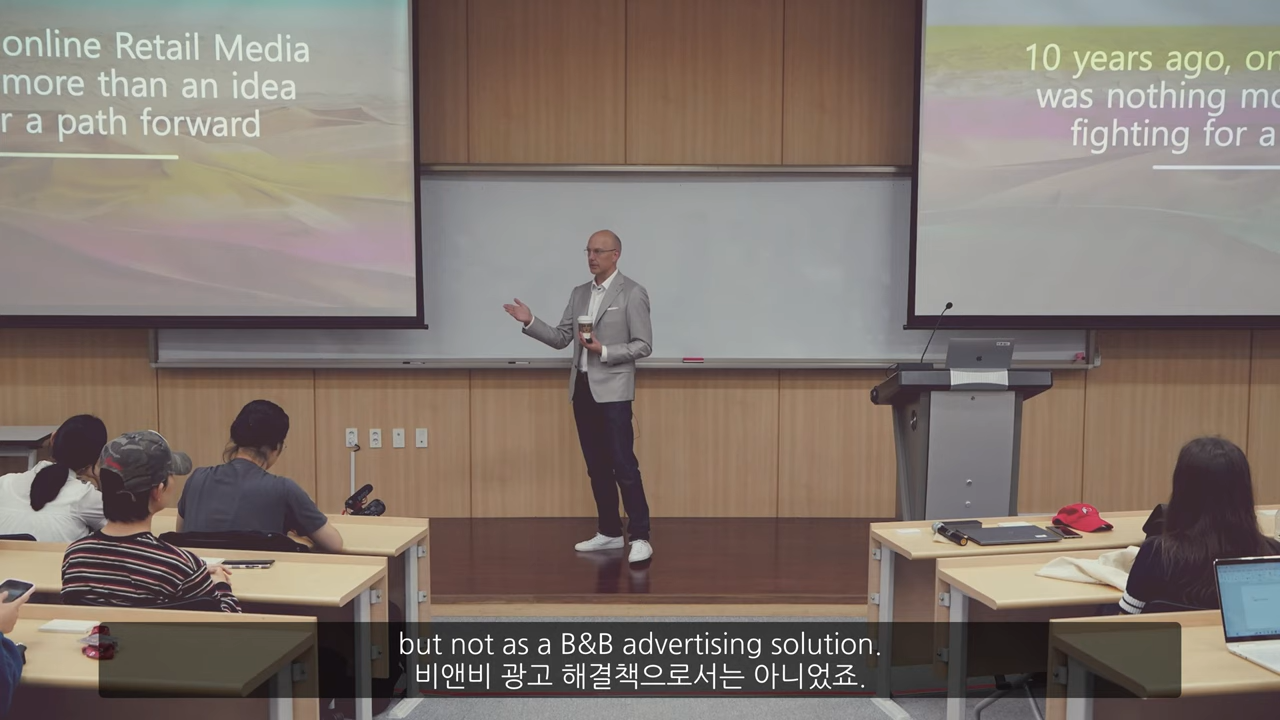 online Retail Media
more than an idea
r a path forward
10 years ago, on
was nothing mo
fighting for a
but not as a B&B advertising solution.
비앤비 광고 해결책으로서는 아니었죠.